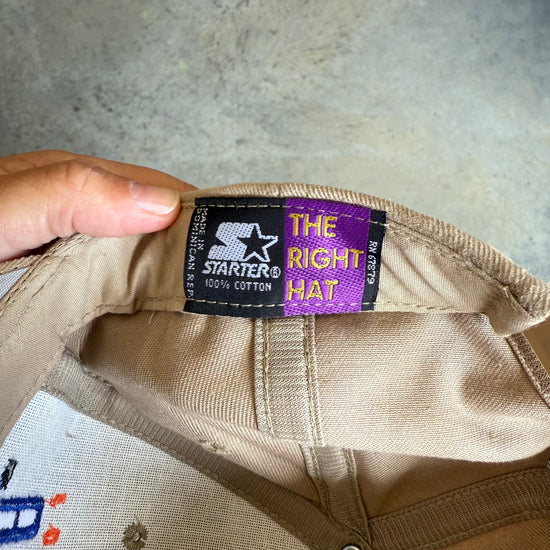 MADE IN
DOMINICAN REP.
STARTER®
100% COTTON
THE
RIGHT
HAT
RN 67879